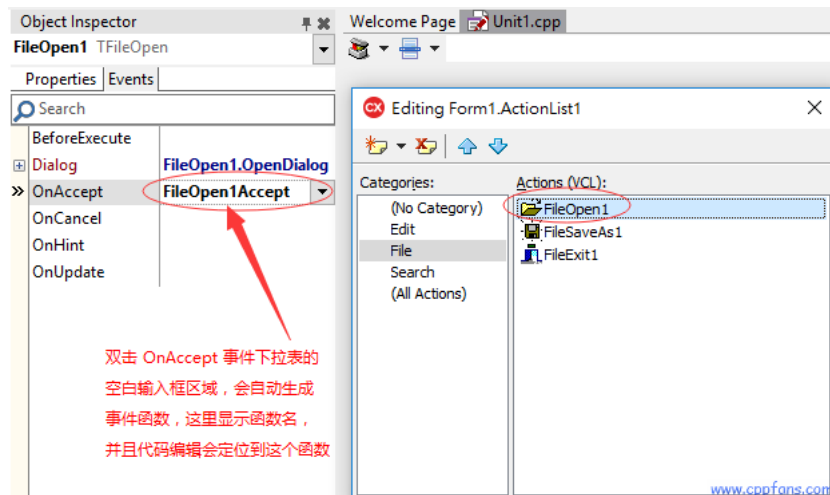 Object Inspector
FileOpen1 TFileOpen
Properties Events
Search
BeforeExecute
Dialog FileOpen1.OpenDialog
OnAccept FileOpen1Accept
OnCancel
OnHint
OnUpdate
双击 OnAccept 事件下拉表的
空白输入框区域，会自动生成
事件函数，这里显示函数名，
并且代码编辑会定位到这个函数
Welcome Page Unit1.cpp
CX Editing Form1.ActionList1
Categories:
(No Category)
Edit
File
Search
(All Actions)
Actions (VCL):
FileOpen1
FileSaveAs1
FileExit1
www.cppfans.com